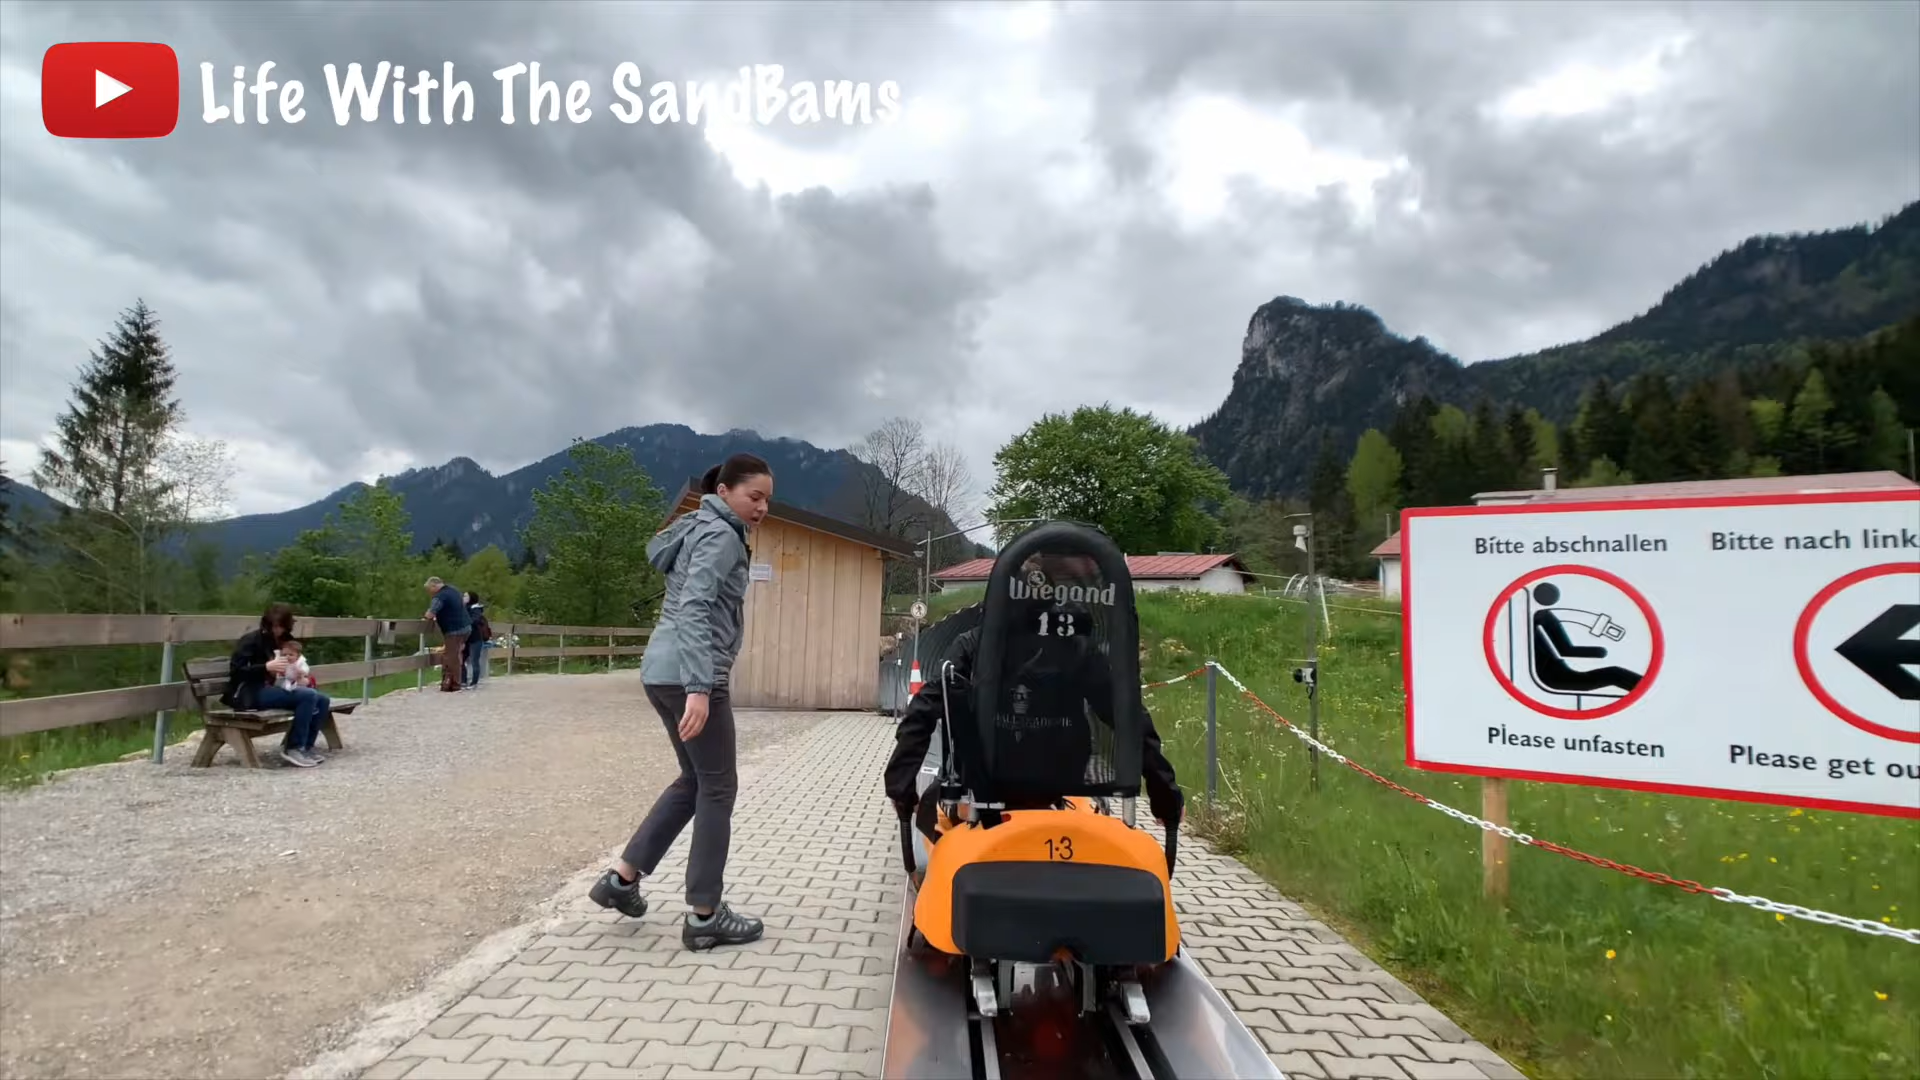 Life With The SandBams
Wiegand
13
1·3
Bitte abschnallen
Please unfasten
Bitte nach link
Please get ou